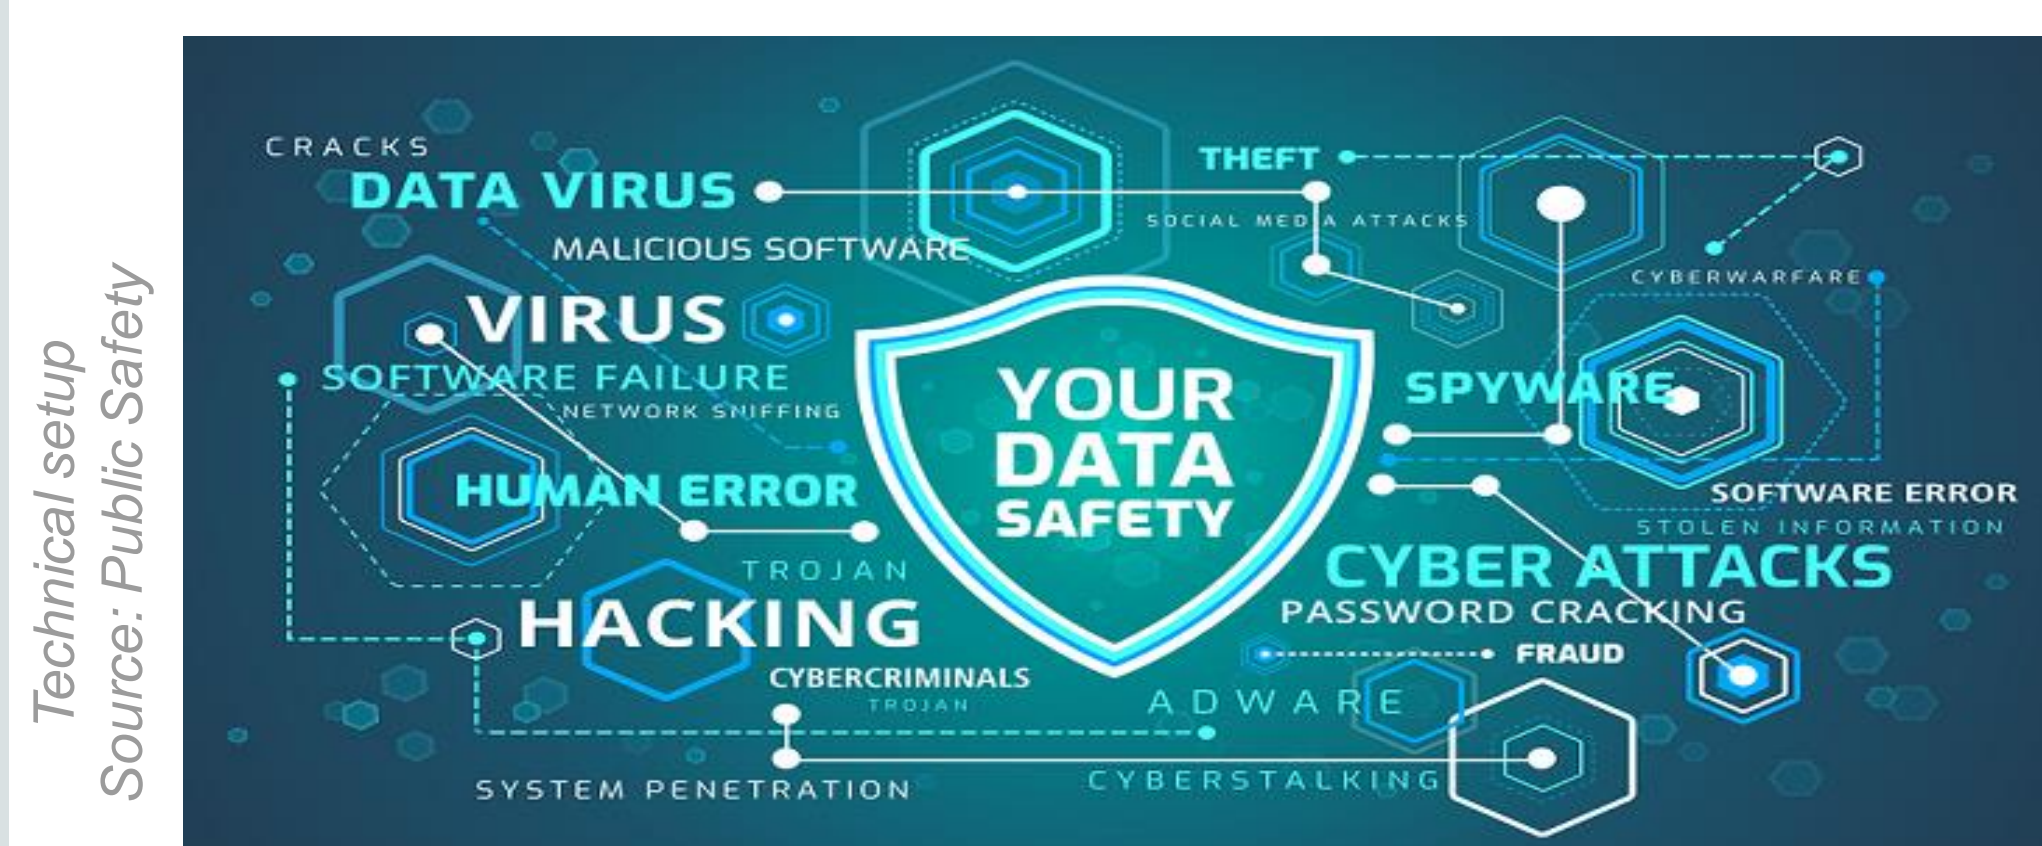 Technical setup
Source: Public Safety
CRACKS
DATA VIRUS
MALICIOUS SOFTWARE
VIRUS
SOFTWARE FAILURE
NETWORK SNIFFING
HUMAN ERROR
TROJAN
HACKING
CYBERCRIMINALS
TROJAN
SYSTEM PENETRATION
YOUR
DATA
SAFETY
THEFT
SOCIAL MEDIA ATTACKS
CYBERWARFARE
SPYWARE
SOFTWARE ERROR
STOLEN INFORMATION
CYBER ATTACKS
PASSWORD CRACKING
FRAUD
ADWARE
CYBERSTALKING